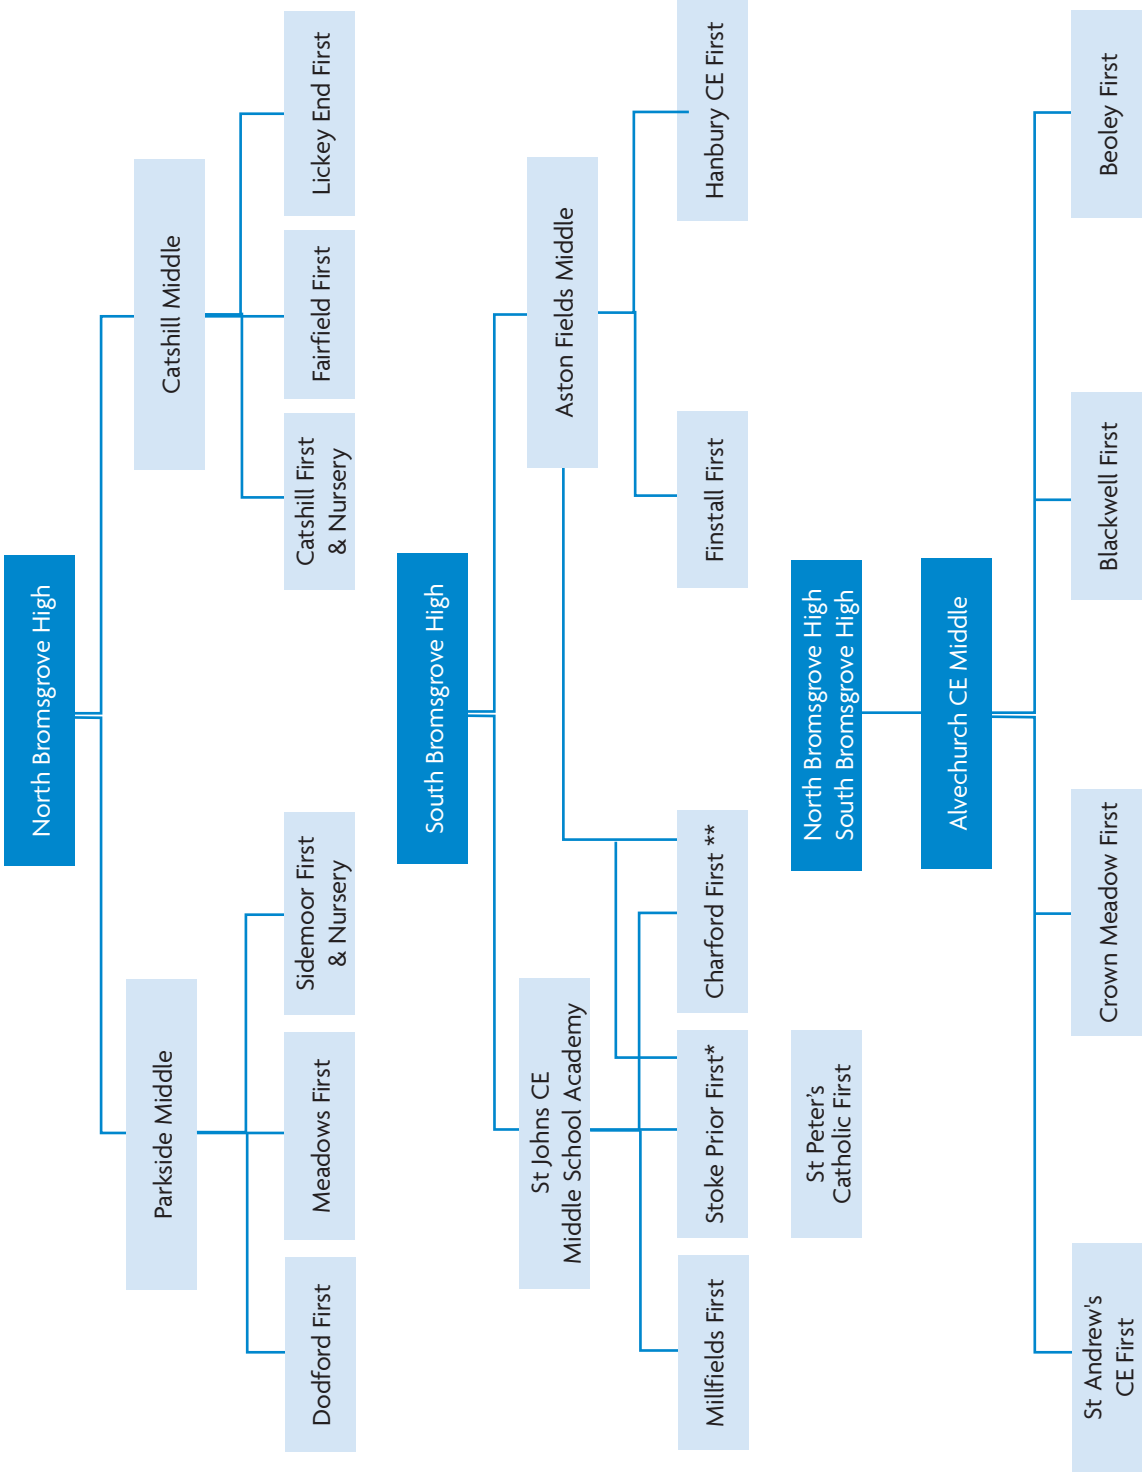 North Bromsgrove High
Parkside Middle
Catshill Middle
Dodford First
Meadows First
Sidemoor First
& Nursery
Catshill First
& Nursery
Fairfield First
Lickey End First
South Bromsgrove High
St Johns CE
Middle School Academy
Aston Fields Middle
Millfields First
Stoke Prior First*
Charford First **
Finstall First
Hanbury CE First
St Peter’s
Catholic First
North Bromsgrove High
South Bromsgrove High
Alvechurch CE Middle
St Andrew's
CE First
Crown Meadow First
Blackwell First
Beoley First